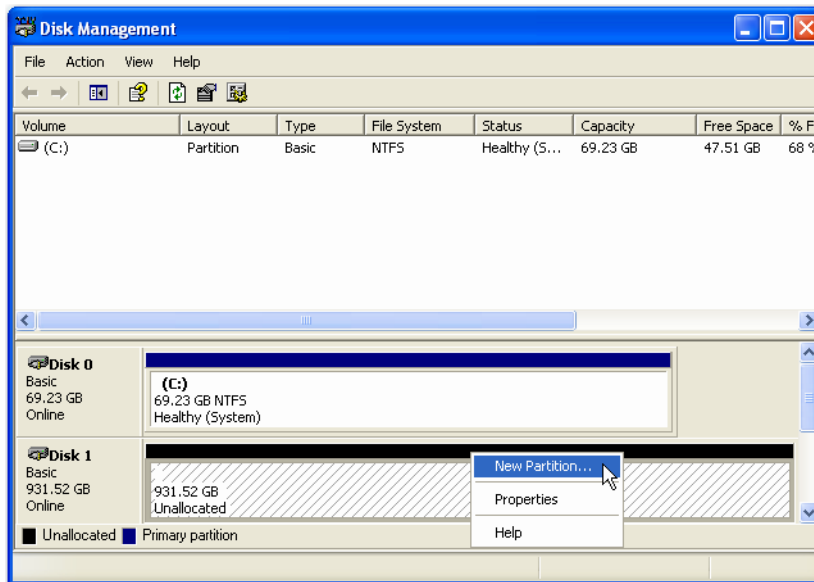 Disk Management
File Action View Help
Volume Layout Type File System Status Capacity Free Space % F
(C:) Partition Basic NTFS Healthy (S... 69.23 GB 47.51 GB 68 %
Disk 0
Basic
69.23 GB
Online
(C:)
69.23 GB NTFS
Healthy (System)
Disk 1
Basic
931.52 GB
Online
931.52 GB
Unallocated
New Partition...
Properties
Help
Unallocated Primary partition